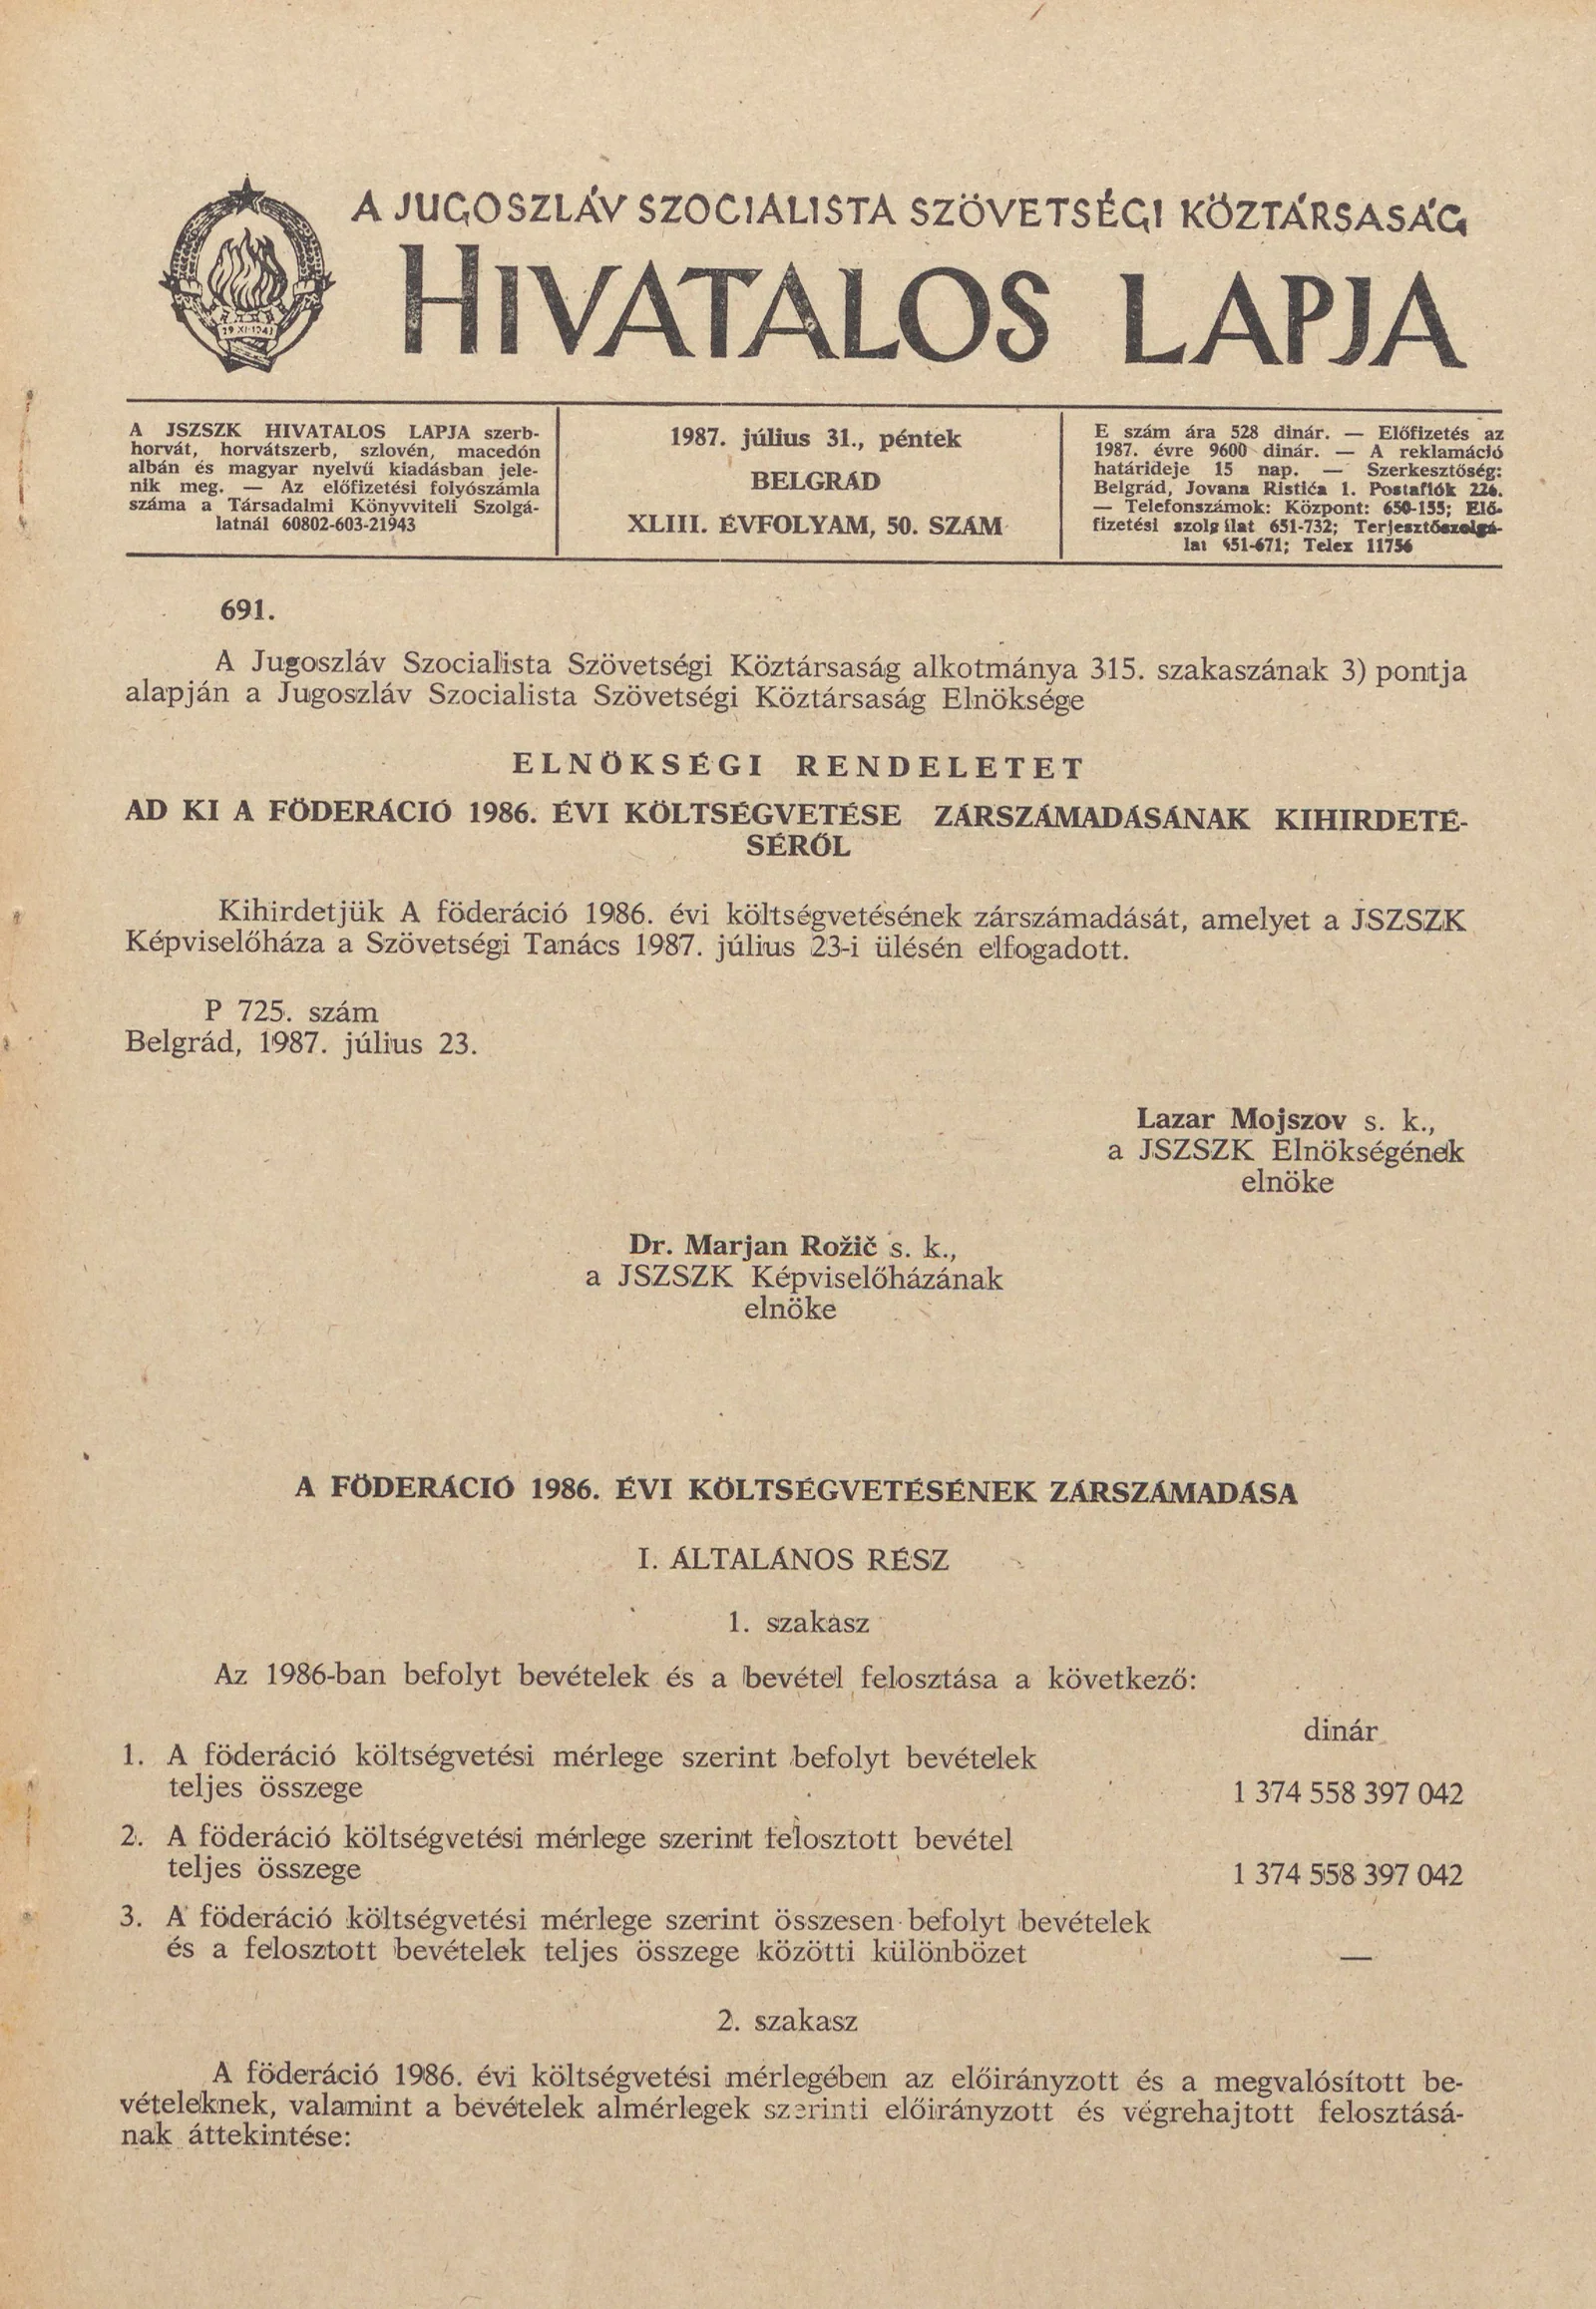 A JUGOSZLÁV SZOCIALISTA SZÖVETSÉGI KÖZTÁRSASÁG
HIVATALOS LAPJA
29·XI·1943
A JSZSZK HIVATALOS LAPJA szerb-
horvát, horvátszerb, szlovén, macedón
albán és magyar nyelvű kiadásban jele-
nik meg. — Az előfizetési folyószámla
száma a Társadalmi Könyvviteli Szolgá-
latnál 60802-603-21943
1987. július 31., péntek
BELGRÁD
XLIII. ÉVFOLYAM, 50. SZÁM
E szám ára 528 dinár. — Előfizetés az
1987. évre 9600 dinár. — A reklamáció
határideje 15 nap. — Szerkesztőség:
Belgrád, Jovana Ristića 1. Postafiók 226.
— Telefonszámok: Központ: 650-155; Elő-
fizetési szolgálat 651-732; Terjesztőszolgá-
lat 651-671; Telex 11756
691.
A Jugoszláv Szocialista Szövetségi Köztársaság alkotmánya 315. szakaszának 3) pontja
alapján a Jugoszláv Szocialista Szövetségi Köztársaság Elnöksége
ELNÖKSÉGI RENDELETET
AD KI A FÖDERÁCIÓ 1986. ÉVI KÖLTSÉGVETÉSE ZÁRSZÁMADÁSÁNAK KIHIRDETÉ-
SÉRŐL
Kihirdetjük A föderáció 1986. évi költségvetésének zárszámadását, amelyet a JSZSZK
Képviselőháza a Szövetségi Tanács 1987. július 23-i ülésén elfogadott.
P 725. szám
Belgrád, 1987. július 23.
Lazar Mojszov s. k.,
a JSZSZK Elnökségének
elnöke
Dr. Marjan Rožič s. k.,
a JSZSZK Képviselőházának
elnöke
A FÖDERÁCIÓ 1986. ÉVI KÖLTSÉGVETÉSÉNEK ZÁRSZÁMADÁSA
I. ÁLTALÁNOS RÉSZ
1. szakasz
Az 1986-ban befolyt bevételek és a bevétel felosztása a következő:
dinár
1. A föderáció költségvetési mérlege szerint befolyt bevételek
teljes összege 1 374 558 397 042
2. A föderáció költségvetési mérlege szerint felosztott bevétel
teljes összege 1 374 558 397 042
3. A föderáció költségvetési mérlege szerint összesen befolyt bevételek
és a felosztott bevételek teljes összege közötti különbözet —
2. szakasz
A föderáció 1986. évi költségvetési mérlegében az előirányzott és a megvalósított be-
vételeknek, valamint a bevételek almérlegek szerinti előirányzott és végrehajtott felosztásá-
nak áttekintése: